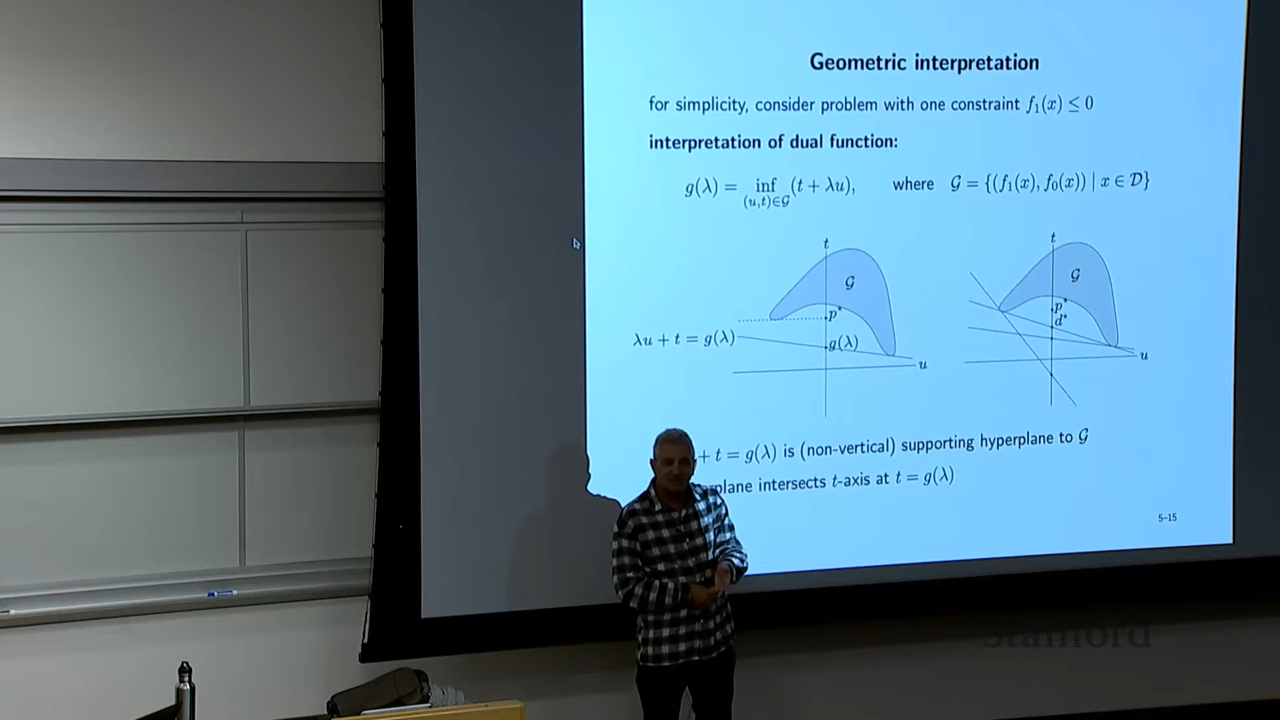 Geometric interpretation
for simplicity, consider problem with one constraint f₁(x) ≤ 0
interpretation of dual function:
g(λ) = inf (t + λu), where 𝒢 = {(f₁(x), f₀(x)) | x ∈ 𝒟}
(u,t)∈𝒢
t
𝒢
p⋆
λu + t = g(λ)
g(λ)
u
t
𝒢
p⋆
d⋆
u
+ t = g(λ) is (non-vertical) supporting hyperplane to 𝒢
plane intersects t-axis at t = g(λ)
5–15
Stanford